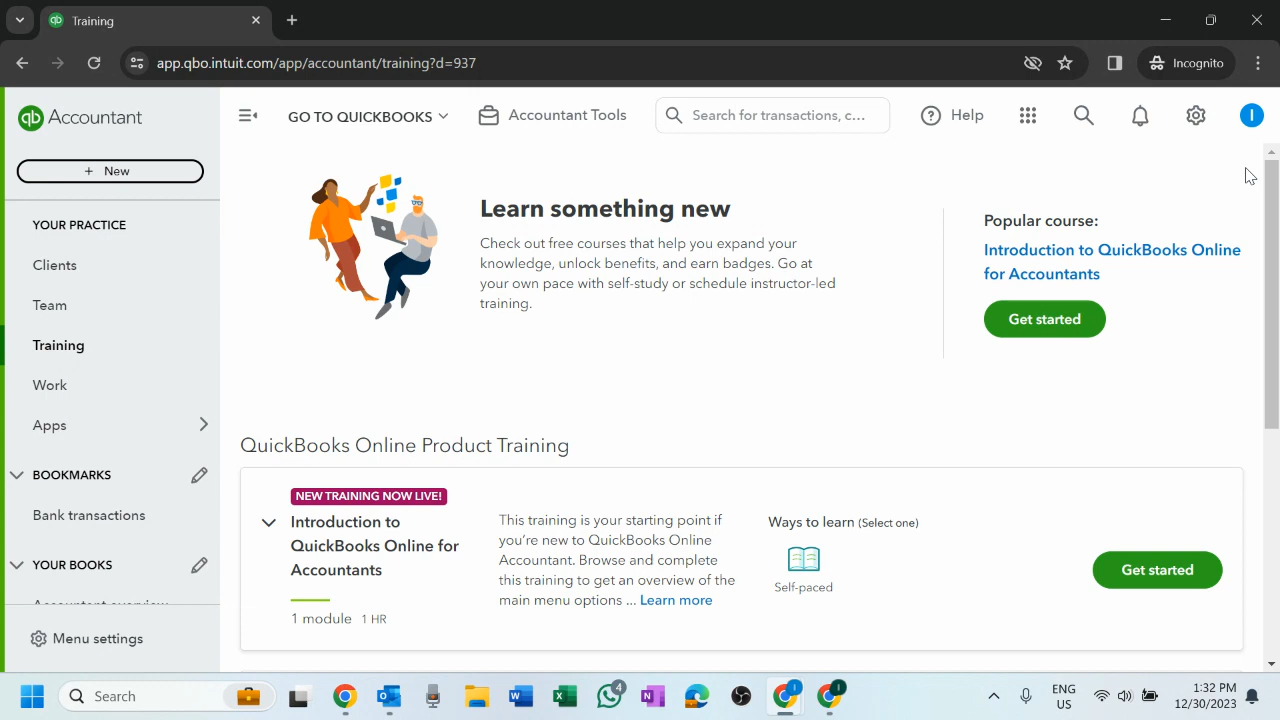 Training
app.qbo.intuit.com/app/accountant/training?d=937
Incognito
qb Accountant
GO TO QUICKBOOKS
Accountant Tools
Search for transactions, c...
Help
I
+ New
YOUR PRACTICE
Clients
Team
Training
Work
Apps
BOOKMARKS
Bank transactions
YOUR BOOKS
Accountant overview
Menu settings
Learn something new
Check out free courses that help you expand your
knowledge, unlock benefits, and earn badges. Go at
your own pace with self-study or schedule instructor-led
training.
Popular course:
Introduction to QuickBooks Online
for Accountants
Get started
QuickBooks Online Product Training
NEW TRAINING NOW LIVE!
Introduction to
QuickBooks Online for
Accountants
1 module 1 HR
This training is your starting point if
you're new to QuickBooks Online
Accountant. Browse and complete
this training to get an overview of the
main menu options ... Learn more
Ways to learn (Select one)
Self-paced
Get started
Search
4
ENG
US
1:32 PM
12/30/2023